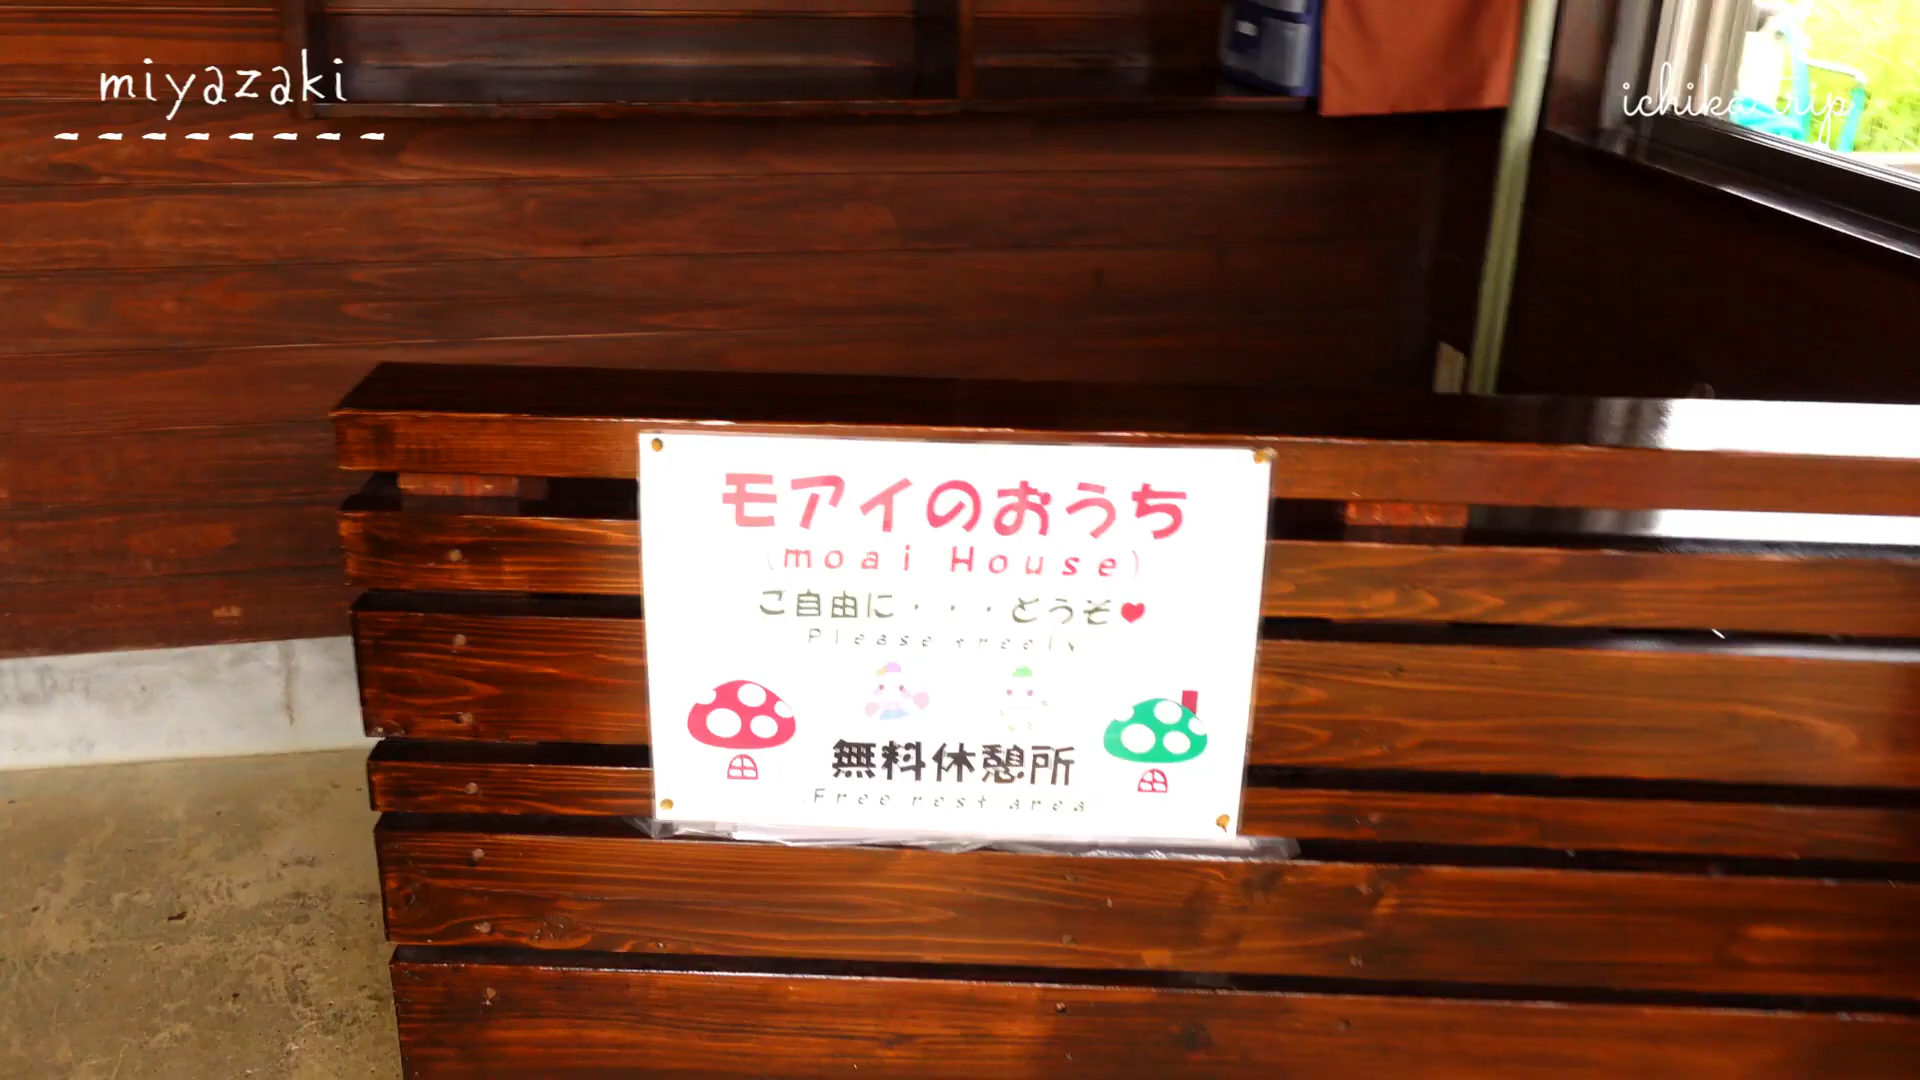 miyazaki
ichika trip
モアイのおうち
(moai House)
ご自由に・・・どうぞ❤
Please freely
無料休憩所
(Free rest area)